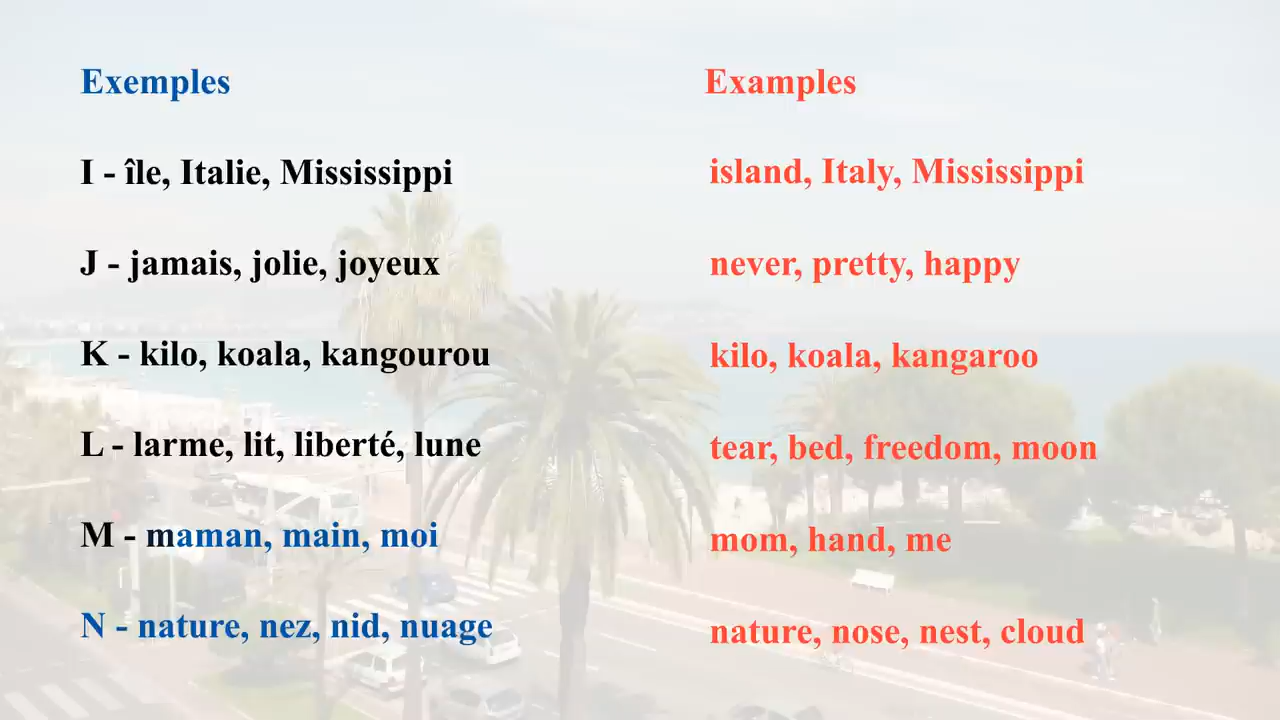 Exemples
Examples
I - île, Italie, Mississippi
island, Italy, Mississippi
J - jamais, jolie, joyeux
never, pretty, happy
K - kilo, koala, kangourou
kilo, koala, kangaroo
L - larme, lit, liberté, lune
tear, bed, freedom, moon
M - maman, main, moi
mom, hand, me
N - nature, nez, nid, nuage
nature, nose, nest, cloud